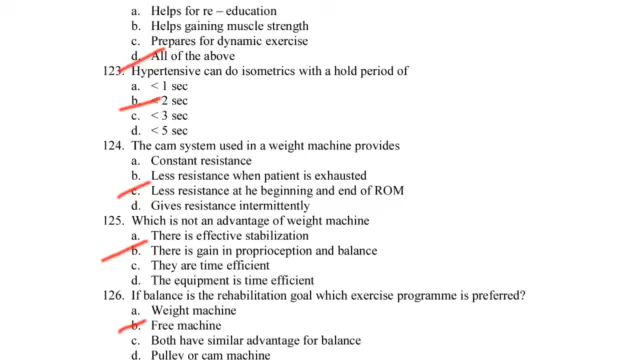 a. Helps for re – education
b. Helps gaining muscle strength
c. Prepares for dynamic exercise
d. All of the above
123. Hypertensive can do isometrics with a hold period of
a. < 1 sec
b. < 2 sec
c. < 3 sec
d. < 5 sec
124. The cam system used in a weight machine provides
a. Constant resistance
b. Less resistance when patient is exhausted
c. Less resistance at he beginning and end of ROM
d. Gives resistance intermittently
125. Which is not an advantage of weight machine
a. There is effective stabilization
b. There is gain in proprioception and balance
c. They are time efficient
d. The equipment is time efficient
126. If balance is the rehabilitation goal which exercise programme is preferred?
a. Weight machine
b. Free machine
c. Both have similar advantage for balance
d. Pulley or cam machine